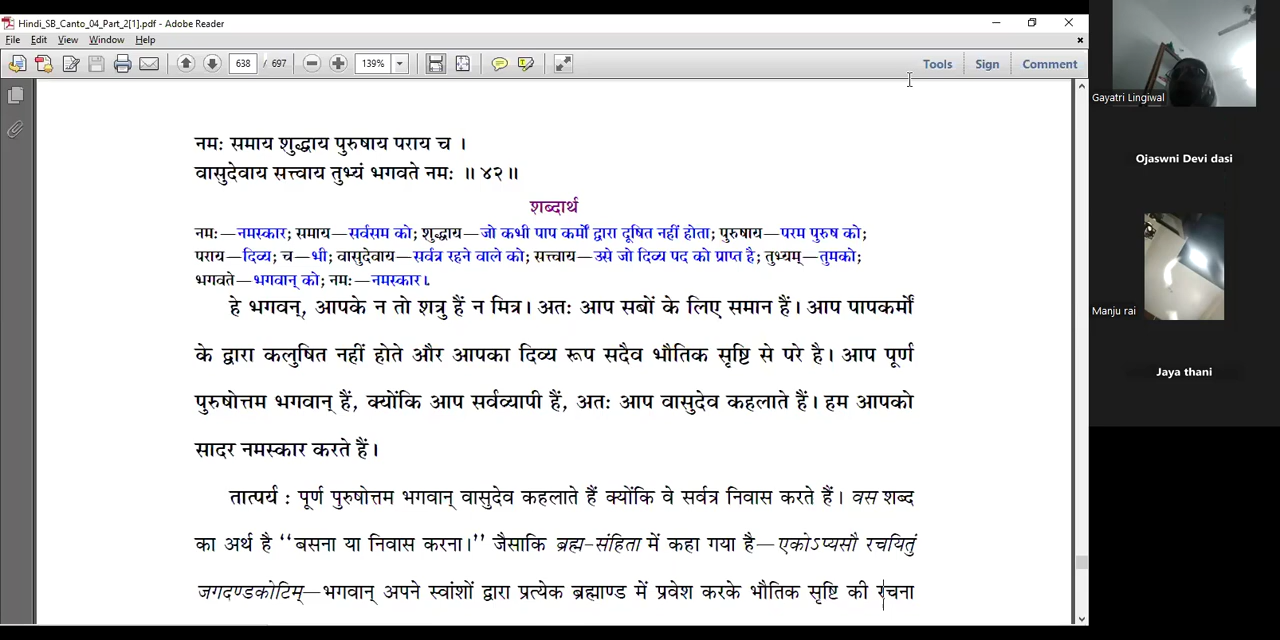 Hindi_SB_Canto_04_Part_2[1].pdf - Adobe Reader
File Edit View Window Help
638 / 697 139% Tools Sign Comment
नमः समाय शुद्धाय पुरुषाय पराय च ।
वासुदेवाय सत्त्वाय तुभ्यं भगवते नमः ॥ ४२॥
शब्दार्थ
नमः—नमस्कार; समाय—सर्वसम को; शुद्धाय—जो कभी पाप कर्मों द्वारा दूषित नहीं होता; पुरुषाय—परम पुरुष को;
पराय—दिव्य; च—भी; वासुदेवाय—सर्वत्र रहने वाले को; सत्त्वाय—उसे जो दिव्य पद को प्राप्त है; तुभ्यम्—तुमको;
भगवते—भगवान् को; नमः—नमस्कार।.
हे भगवन्, आपके न तो शत्रु हैं न मित्र। अतः आप सबों के लिए समान हैं। आप पापकर्मों
के द्वारा कलुषित नहीं होते और आपका दिव्य रूप सदैव भौतिक सृष्टि से परे है। आप पूर्ण
पुरुषोत्तम भगवान् हैं, क्योंकि आप सर्वव्यापी हैं, अतः आप वासुदेव कहलाते हैं। हम आपको
सादर नमस्कार करते हैं।
तात्पर्य : पूर्ण पुरुषोत्तम भगवान् वासुदेव कहलाते हैं क्योंकि वे सर्वत्र निवास करते हैं। वस शब्द
का अर्थ है ‘‘बसना या निवास करना।’’ जैसाकि ब्रह्म-संहिता में कहा गया है—एकोऽप्यसौ रचयितुं
जगदण्डकोटिम्—भगवान् अपने स्वांशों द्वारा प्रत्येक ब्रह्माण्ड में प्रवेश करके भौतिक सृष्टि की रचना
Gayatri Lingiwal
Ojaswni Devi dasi
Manju rai
Jaya thani